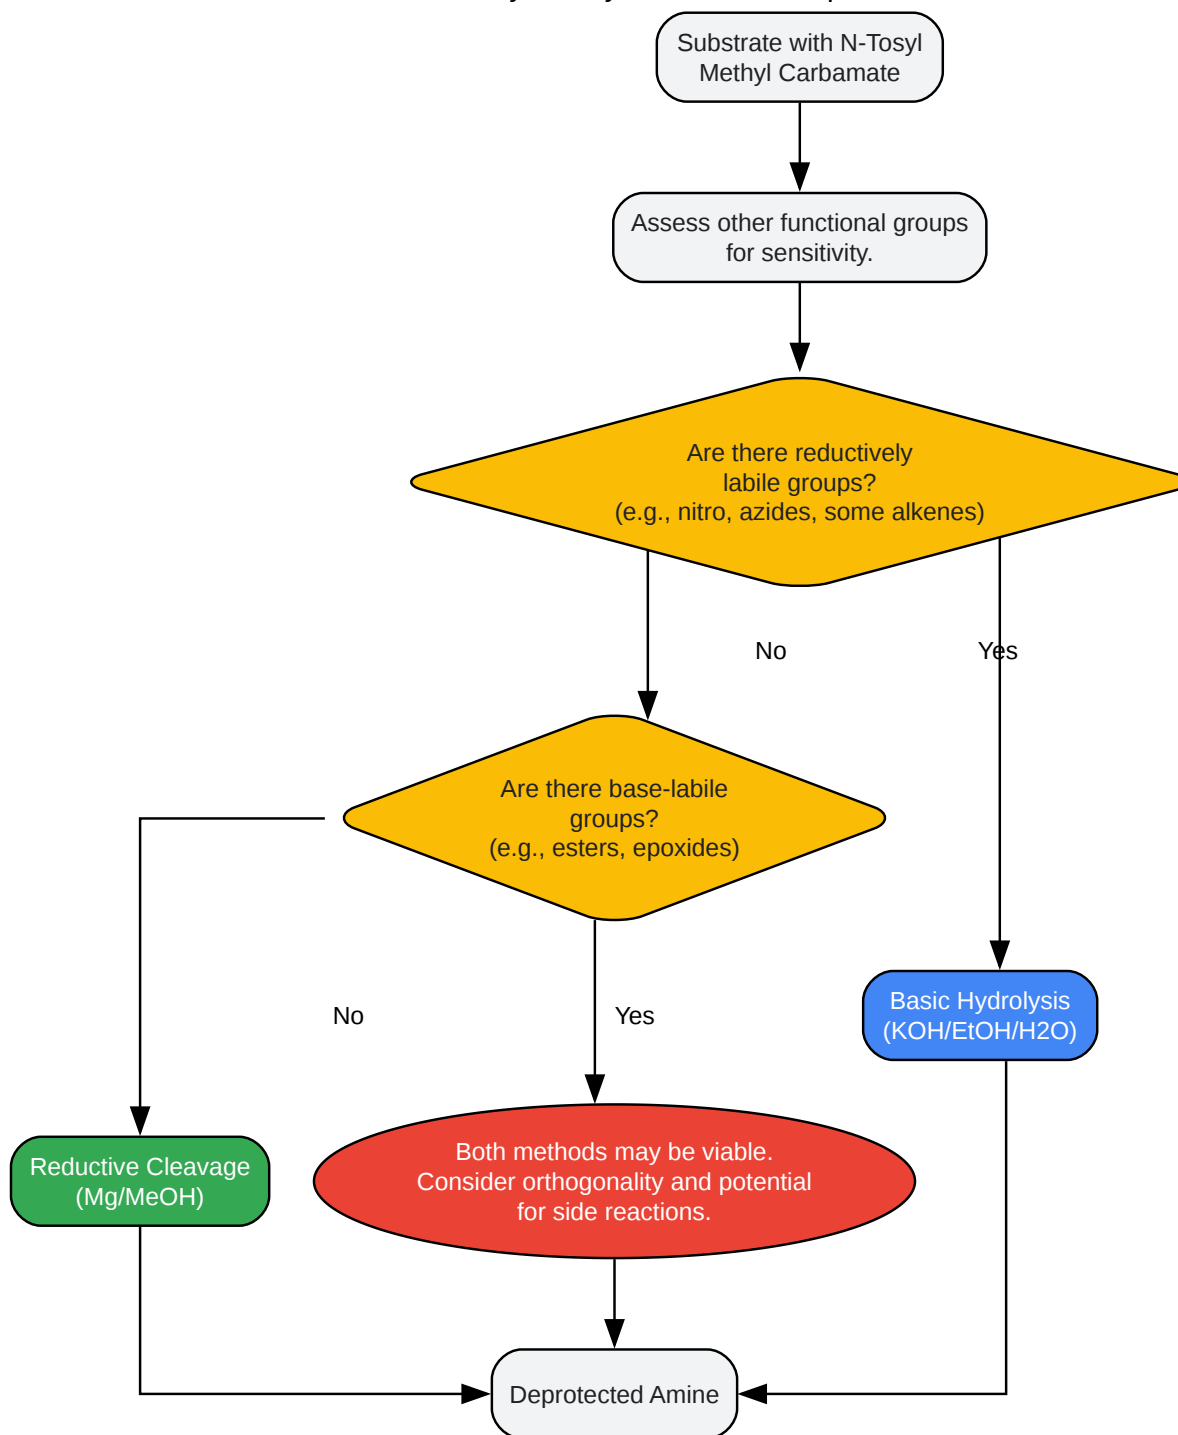 Substrate with N-Tosyl
Methyl Carbamate
Assess other functional groups
for sensitivity.
Are there reductively
labile groups?
(e.g., nitro, azides, some alkenes)
No
Yes
Are there base-labile
groups?
(e.g., esters, epoxides)
No
Yes
Basic Hydrolysis
(KOH/EtOH/H2O)
Reductive Cleavage
(Mg/MeOH)
Both methods may be viable.
Consider orthogonality and potential
for side reactions.
Deprotected Amine